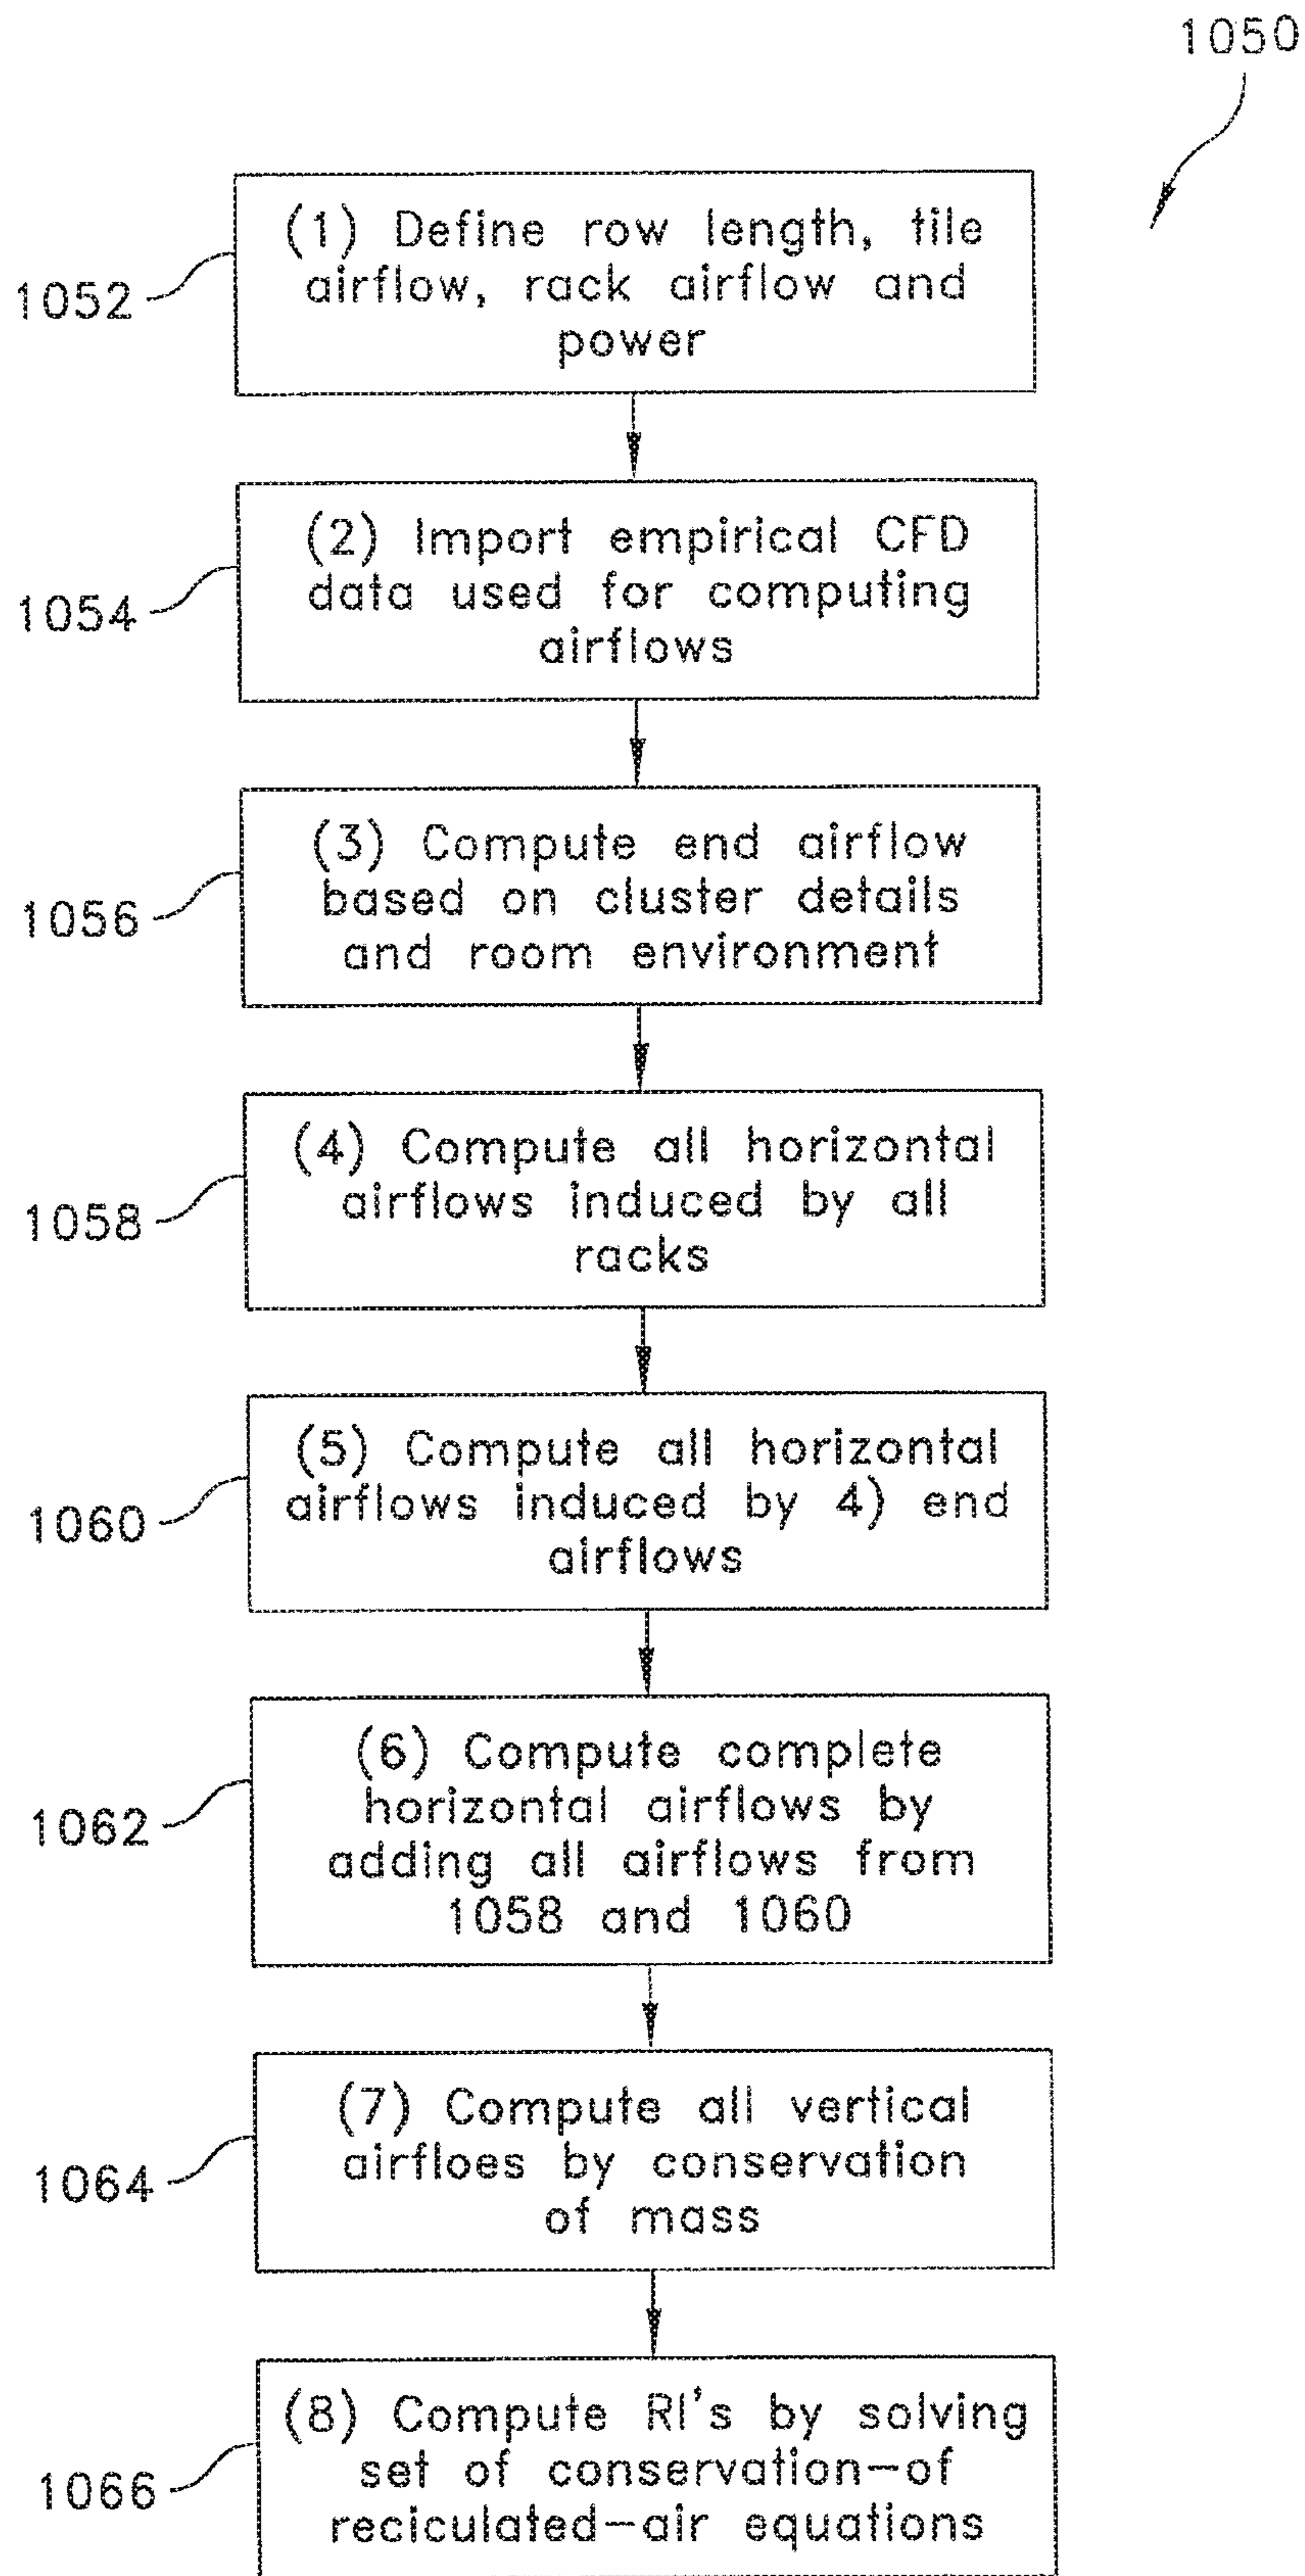 1050
1052
(1) Define row length, tile
airflow, rack airflow and
power
1054
(2) Import empirical CFD
data used for computing
airflows
1056
(3) Compute end airflow
based on cluster details
and room environment
1058
(4) Compute all horizontal
airflows induced by all
racks
1060
(5) Compute all horizontal
airflows induced by 4) end
airflows
1062
(6) Compute complete
horizontal airflows by
adding all airflows from
1058 and 1060
1064
(7) Compute all vertical
airfloes by conservation
of mass
1066
(8) Compute RI's by solving
set of conservation-of
reciculated-air equations